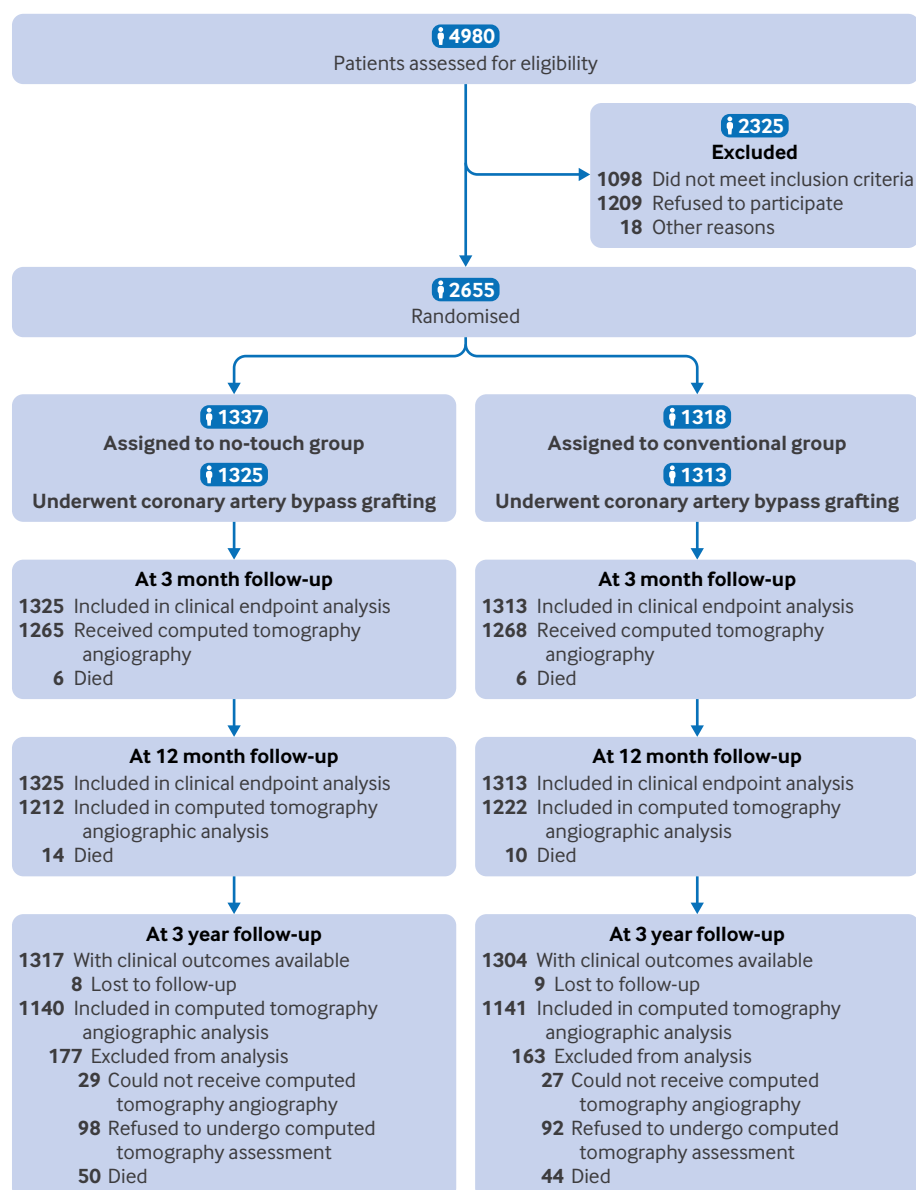 4980
Patients assessed for eligibility
2325
Excluded
1098 Did not meet inclusion criteria
1209 Refused to participate
18 Other reasons
2655
Randomised
1337
Assigned to no-touch group
1325
Underwent coronary artery bypass grafting
1318
Assigned to conventional group
1313
Underwent coronary artery bypass grafting
At 3 month follow-up
1325 Included in clinical endpoint analysis
1265 Received computed tomography
angiography
6 Died
At 3 month follow-up
1313 Included in clinical endpoint analysis
1268 Received computed tomography
angiography
6 Died
At 12 month follow-up
1325 Included in clinical endpoint analysis
1212 Included in computed tomography
angiographic analysis
14 Died
At 12 month follow-up
1313 Included in clinical endpoint analysis
1222 Included in computed tomography
angiographic analysis
10 Died
At 3 year follow-up
1317 With clinical outcomes available
8 Lost to follow-up
1140 Included in computed tomography
angiographic analysis
177 Excluded from analysis
29 Could not receive computed
tomography angiography
98 Refused to undergo computed
tomography assessment
50 Died
At 3 year follow-up
1304 With clinical outcomes available
9 Lost to follow-up
1141 Included in computed tomography
angiographic analysis
163 Excluded from analysis
27 Could not receive computed
tomography angiography
92 Refused to undergo computed
tomography assessment
44 Died